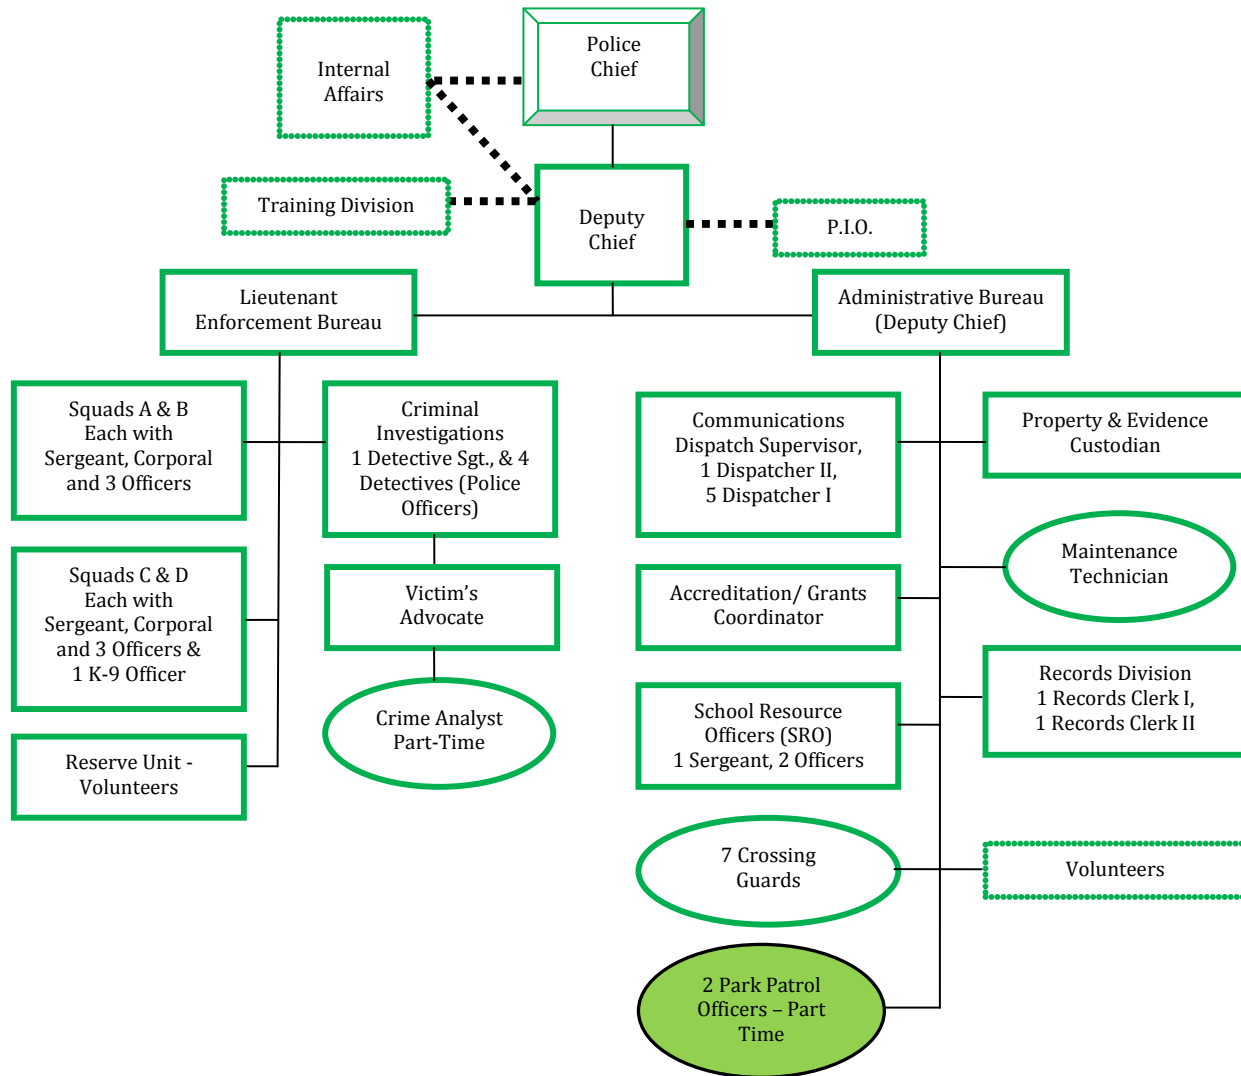 Police
Chief
Internal
Affairs
Training Division
Deputy
Chief
P.I.O.
Lieutenant
Enforcement Bureau
Administrative Bureau
(Deputy Chief)
Squads A & B
Each with
Sergeant, Corporal
and 3 Officers
Criminal
Investigations
1 Detective Sgt., & 4
Detectives (Police
Officers)
Communications
Dispatch Supervisor,
1 Dispatcher II,
5 Dispatcher I
Property & Evidence
Custodian
Squads C & D
Each with
Sergeant, Corporal
and 3 Officers &
1 K-9 Officer
Victim’s
Advocate
Accreditation/ Grants
Coordinator
Maintenance
Technician
Crime Analyst
Part-Time
School Resource
Officers (SRO)
1 Sergeant, 2 Officers
Records Division
1 Records Clerk I,
1 Records Clerk II
Reserve Unit -
Volunteers
7 Crossing
Guards
Volunteers
2 Park Patrol
Officers – Part
Time